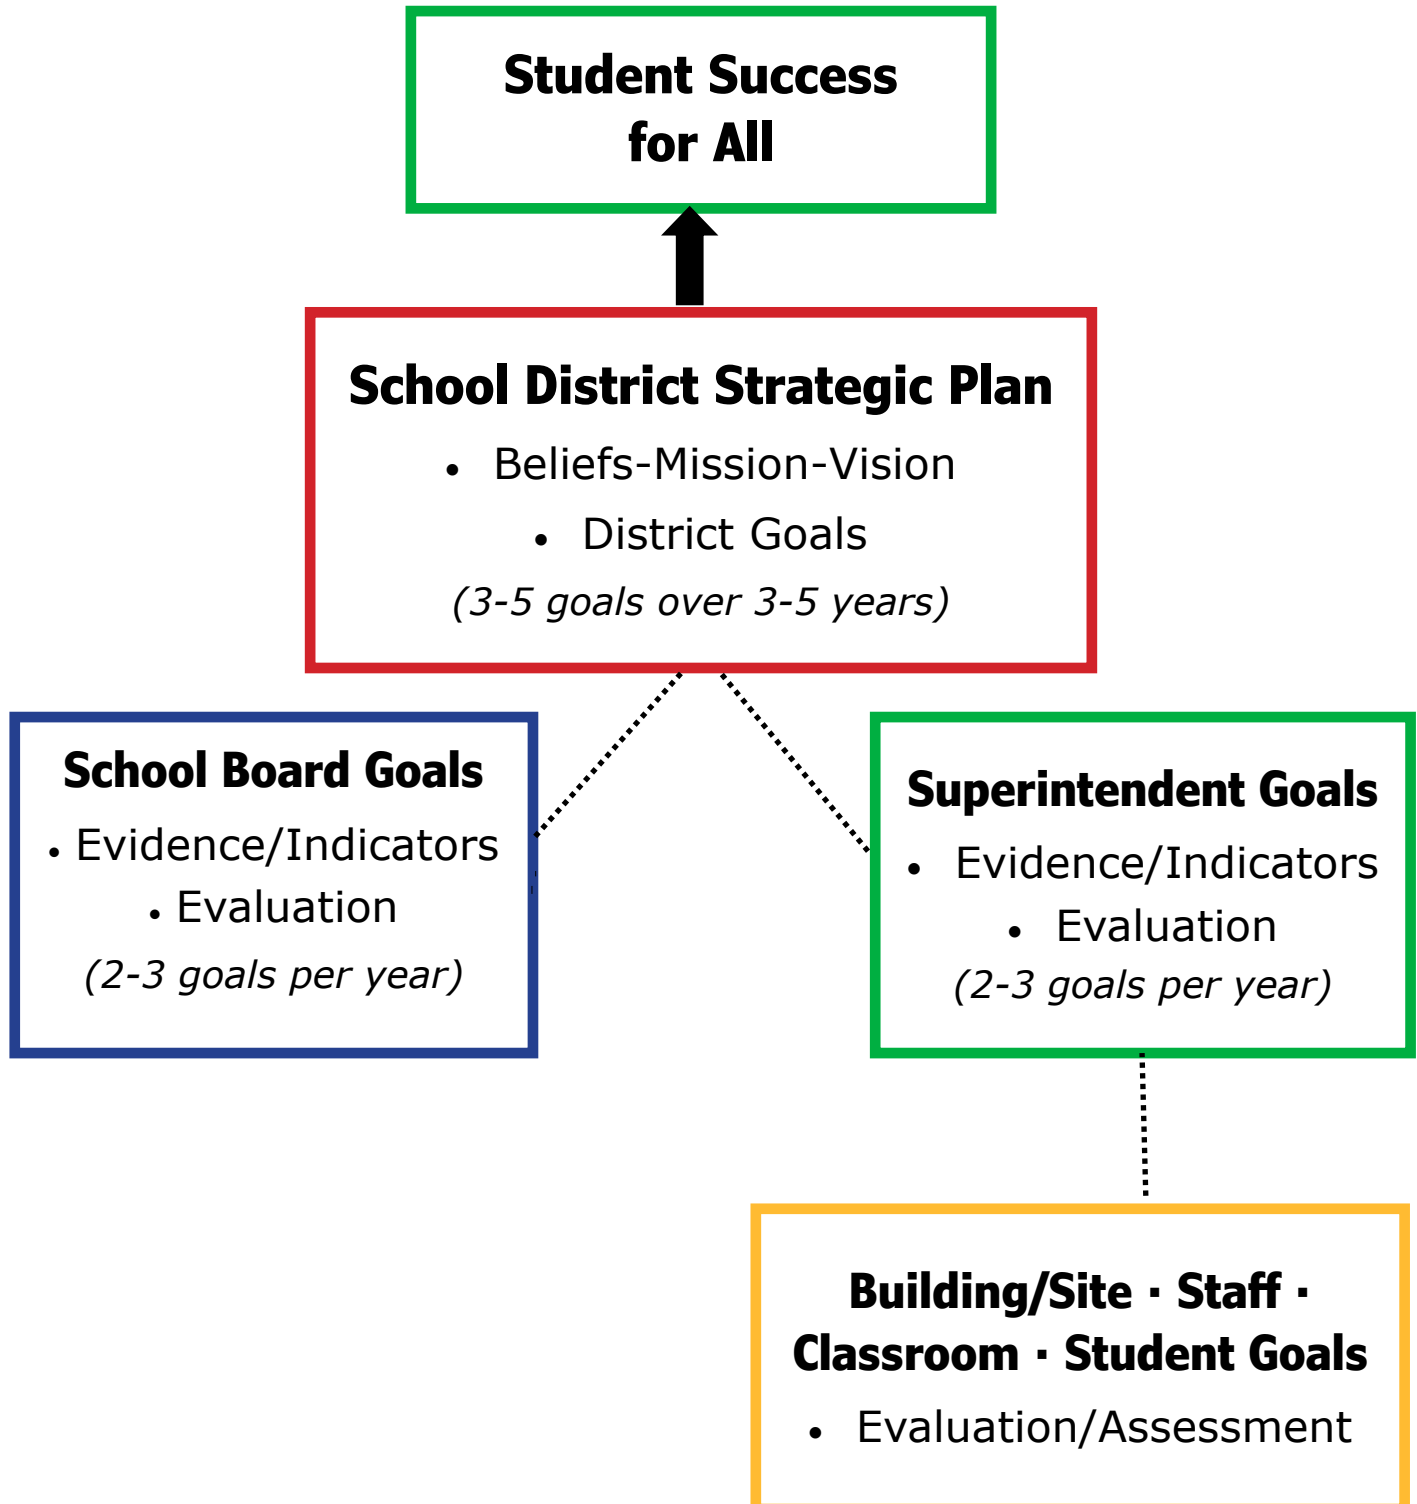 Student Success
for All
School District Strategic Plan
• Beliefs-Mission-Vision
• District Goals
(3-5 goals over 3-5 years)
School Board Goals
• Evidence/Indicators
• Evaluation
(2-3 goals per year)
Superintendent Goals
• Evidence/Indicators
• Evaluation
(2-3 goals per year)
Building/Site · Staff ·
Classroom · Student Goals
• Evaluation/Assessment